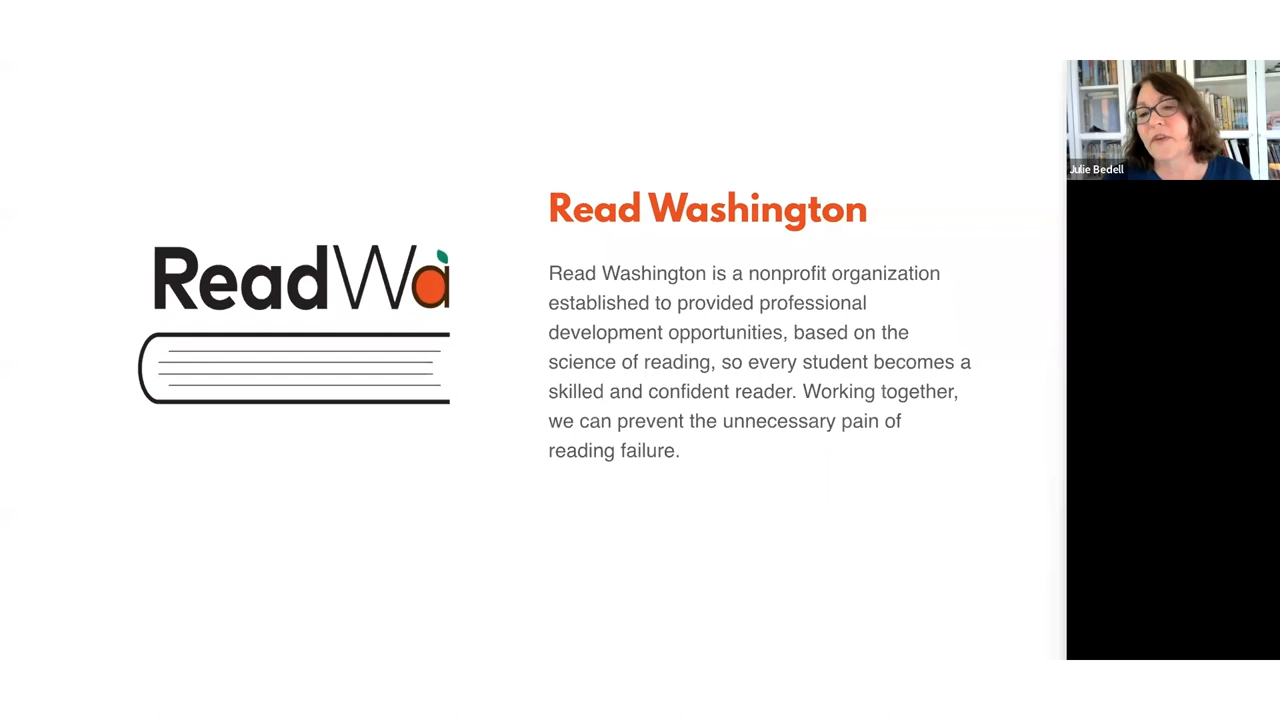 ReadWa
Read Washington
Read Washington is a nonprofit organization
established to provided professional
development opportunities, based on the
science of reading, so every student becomes a
skilled and confident reader. Working together,
we can prevent the unnecessary pain of
reading failure.
Julie Bedell